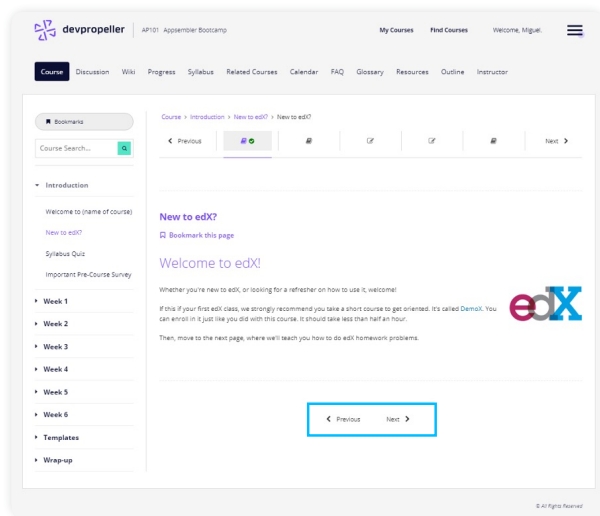 devpropeller
AP101 Appsembler Bootcamp
My Courses Find Courses Welcome, Miguel.
Course Discussion Wiki Progress Syllabus Related Courses Calendar FAQ Glossary Resources Outline Instructor
Bookmarks
Course Search...
Introduction
Welcome to (name of course)
New to edX?
Syllabus Quiz
Important Pre-Course Survey
Week 1
Week 2
Week 3
Week 4
Week 5
Week 6
Templates
Wrap-up
Course > Introduction > New to edX? > New to edX?
Previous Next
New to edX?
Bookmark this page
Welcome to edX!
Whether you're new to edX, or looking for a refresher on how to use it, welcome!
If this if your first edX class, we strongly recommend you take a short course to get oriented. It's called DemoX. You
can enroll in it just like you did with this course. It should take less than half an hour.
Then, move to the next page, where we'll teach you how to do edX homework problems.
edX
Previous Next
© All Rights Reserved